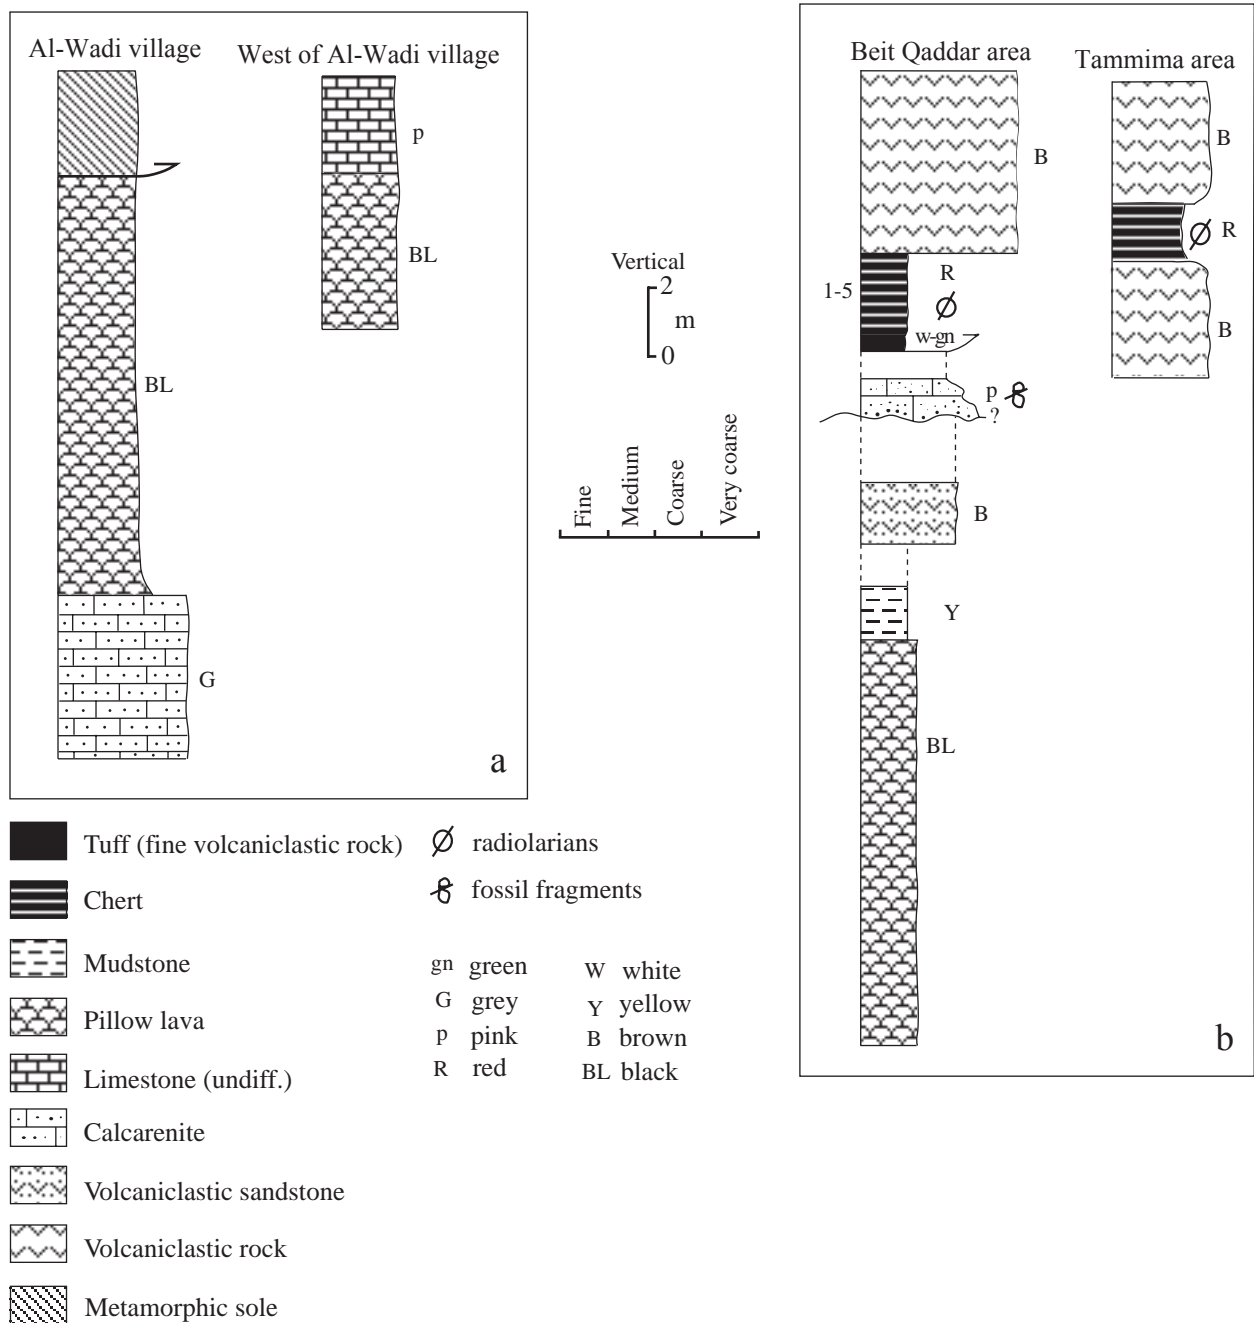 Al-Wadi village
West of Al-Wadi village
p
BL
BL
G
a
Vertical
2
m
0
Fine
Medium
Coarse
Very coarse
Beit Qaddar area
Tammima area
B
B
R
1-5
R
w-gn
B
p
?
B
Y
BL
b
Tuff (fine volcaniclastic rock)
Chert
Mudstone
Pillow lava
Limestone (undiff.)
Calcarenite
Volcaniclastic sandstone
Volcaniclastic rock
Metamorphic sole
radiolarians
fossil fragments
gn green
G grey
p pink
R red
W white
Y yellow
B brown
BL black